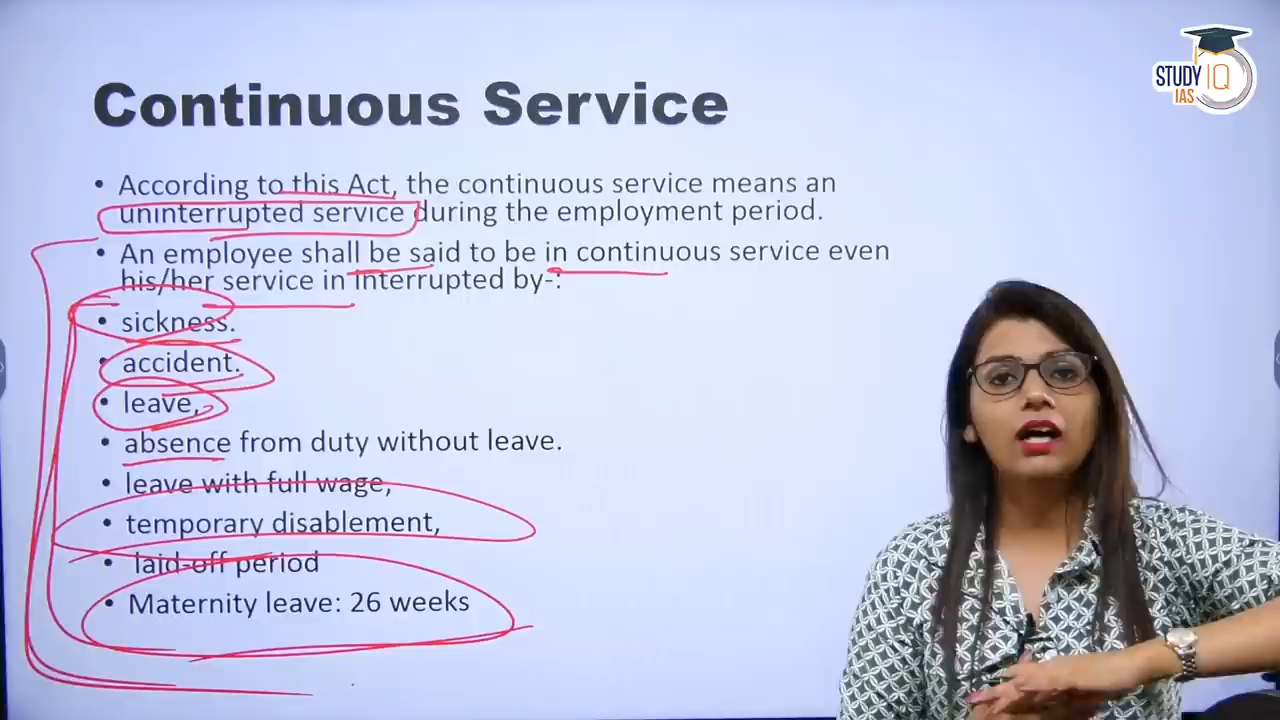 STUDY IQ
IAS
Continuous Service
• According to this Act, the continuous service means an
uninterrupted service during the employment period.
• An employee shall be said to be in continuous service even
his/her service in interrupted by-:
• sickness.
• accident.
• leave,
• absence from duty without leave.
• leave with full wage,
• temporary disablement,
• laid-off period
• Maternity leave: 26 weeks